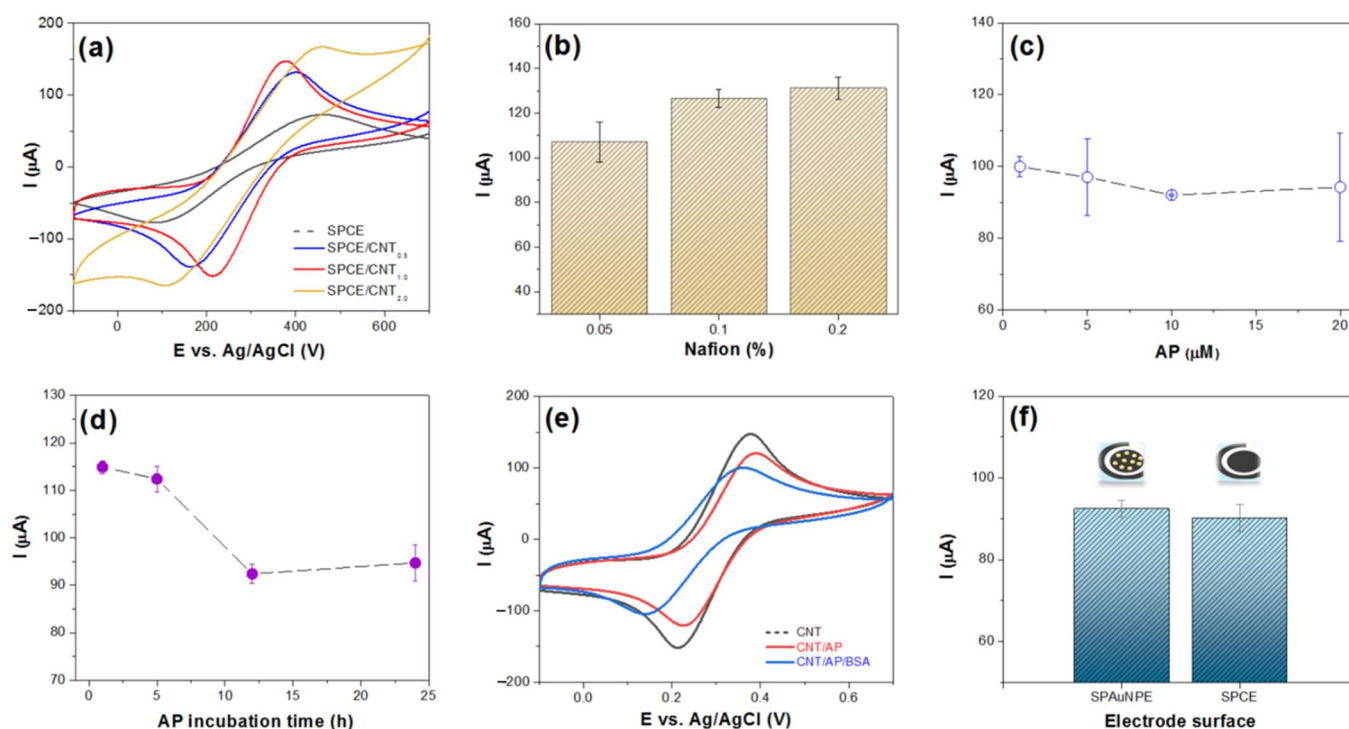 (a)
200
100
0
−100
−200
I (μA)
0
200
400
600
E vs. Ag/AgCl (V)
SPCE
SPCE/CNT0.5
SPCE/CNT1.0
SPCE/CNT2.0
(b)
160
140
120
100
80
60
40
I (μA)
0.05
0.1
0.2
Nafion (%)
(c)
140
100
80
60
I (μA)
0
5
10
15
20
AP (μM)
(d)
130
120
115
110
105
100
95
90
85
80
75
70
I (μA)
0
5
10
15
20
25
AP incubation time (h)
(e)
200
100
0
−100
−200
I (μA)
0.0
0.2
0.4
0.6
E vs. Ag/AgCl (V)
CNT
CNT/AP
CNT/AP/BSA
(f)
120
100
80
60
I (μA)
SPAuNPE
SPCE
Electrode surface